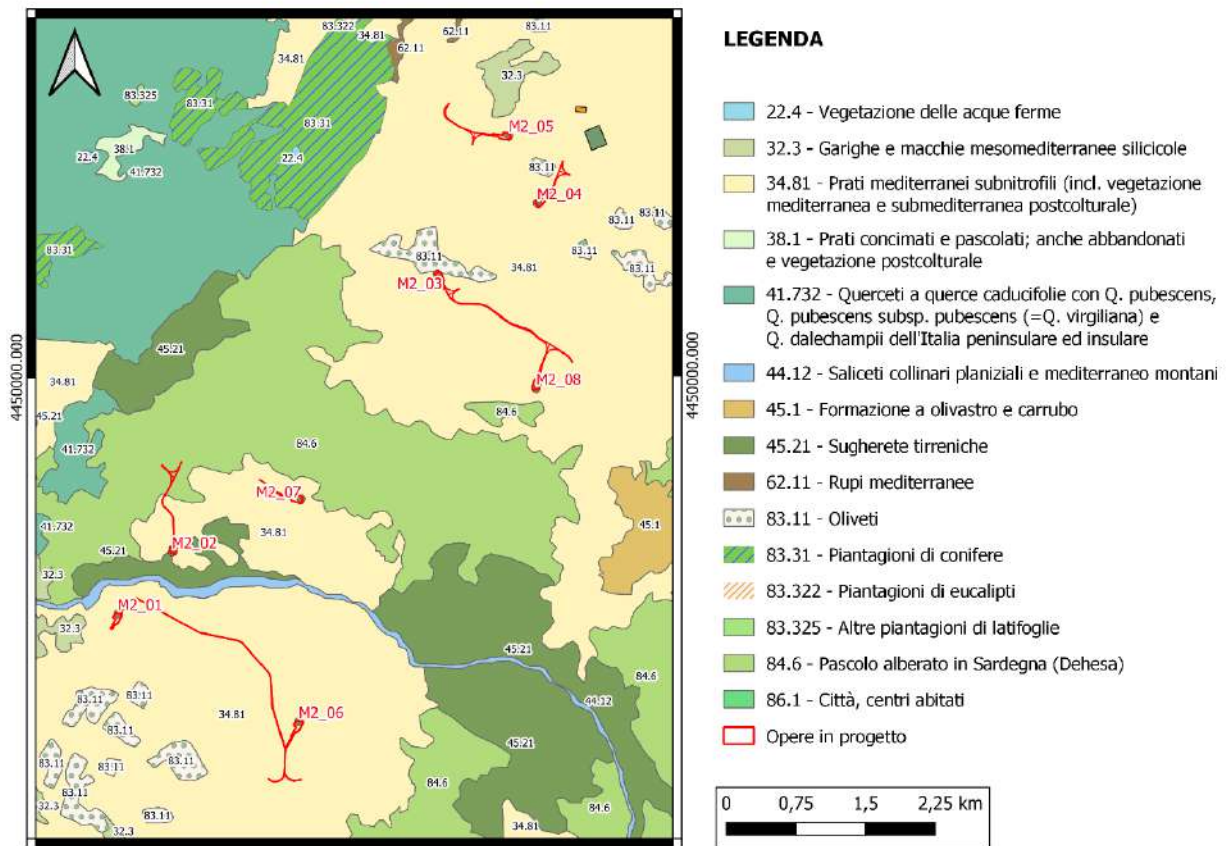 83.322
34.81
62.11
62.11
83.11
34.81
32.3
83.325
83.31
83.31
M2_05
22.4
38.1
22.4
41.732
83.11
M2_04
83.31
83.11
83.11
83.11
83.11
83.11
34.81
M2_03
45.21
M2_08
34.81
45.21
84.6
41.732
84.6
M2_07
45.1
41.732
34.81
M2_02
45.21
32.3
M2_01
32.3
45.21
84.6
83.11
44.12
34.81
M2_06
83.11
45.21
83.11
83.11
83.11
83.11
84.6
32.3
83.11
84.6
32.3
34.81
4450000.000
4450000.000
LEGENDA
22.4 - Vegetazione delle acque ferme
32.3 - Garighe e macchie mesomediterranee silicicole
34.81 - Prati mediterranei subnitrofili (incl. vegetazione
mediterranea e submediterranea postcolturale)
38.1 - Prati concimati e pascolati; anche abbandonati
e vegetazione postcolturale
41.732 - Querceti a querce caducifolie con Q. pubescens,
Q. pubescens subsp. pubescens (=Q. virgiliana) e
Q. dalechampii dell'Italia peninsulare ed insulare
44.12 - Saliceti collinari planiziali e mediterraneo montani
45.1 - Formazione a olivastro e carrubo
45.21 - Sugherete tirreniche
62.11 - Rupi mediterranee
83.11 - Oliveti
83.31 - Piantagioni di conifere
83.322 - Piantagioni di eucalipti
83.325 - Altre piantagioni di latifoglie
84.6 - Pascolo alberato in Sardegna (Dehesa)
86.1 - Città, centri abitati
Opere in progetto
0 0,75 1,5 2,25 km